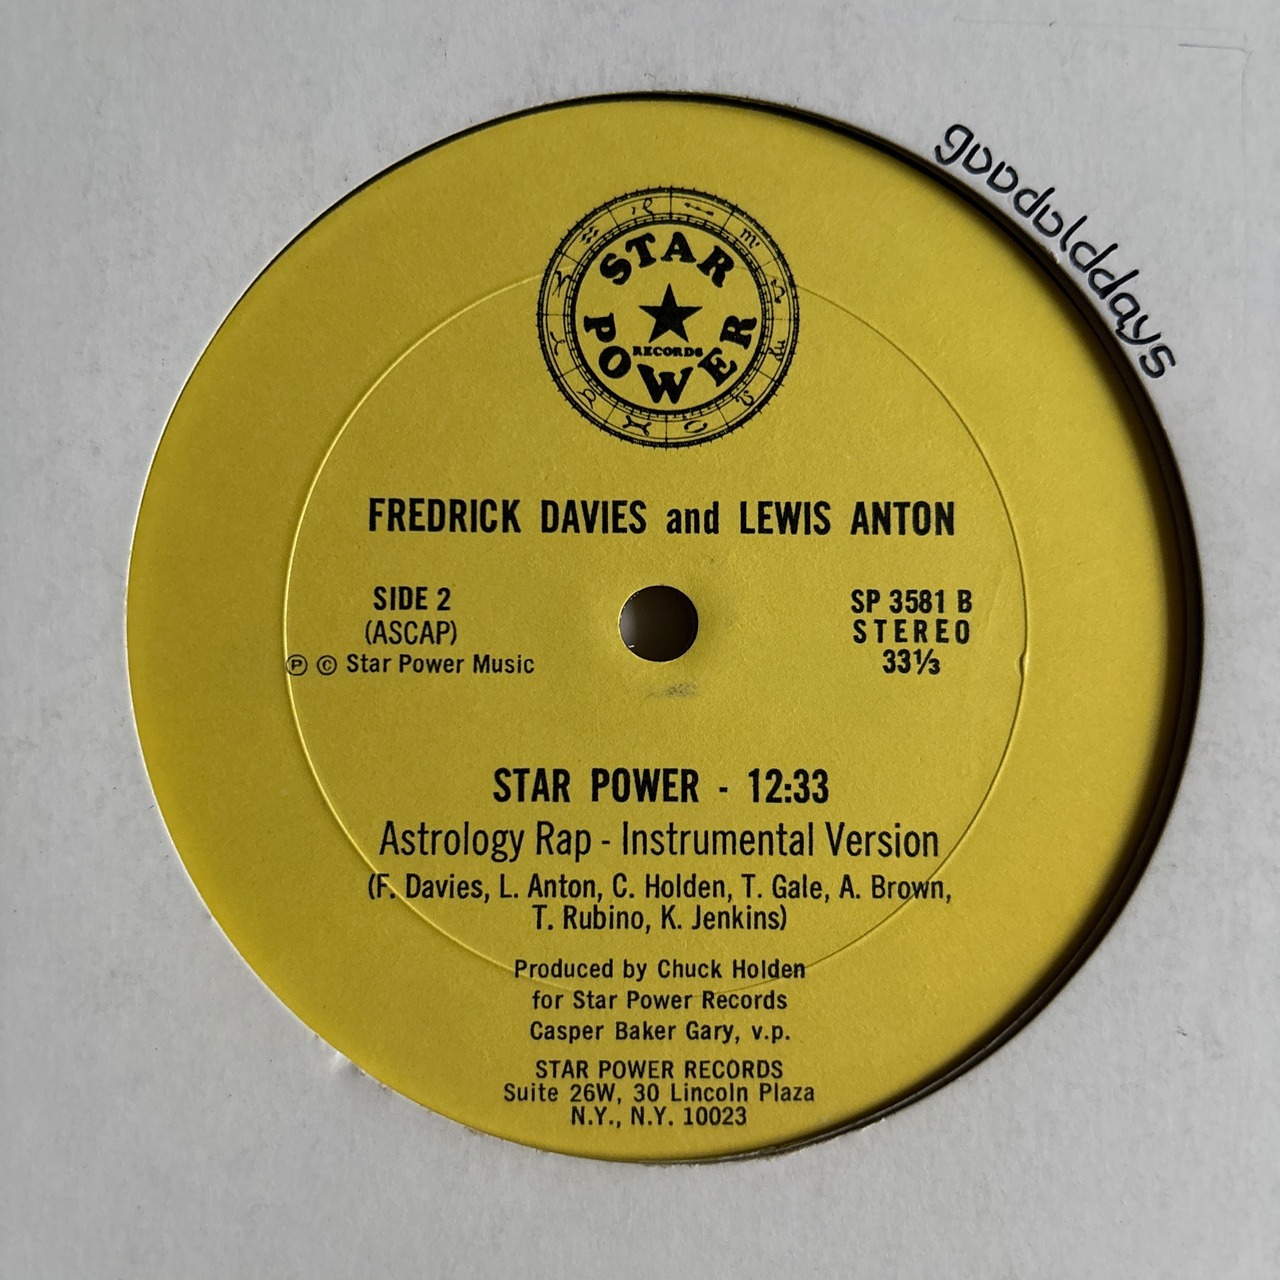 goodolddays
STAR
POWER
RECORDS
FREDRICK DAVIES and LEWIS ANTON
SIDE 2
(ASCAP)
Ⓟ © Star Power Music
SP 3581 B
STEREO
33⅓
STAR POWER - 12:33
Astrology Rap - Instrumental Version
(F. Davies, L. Anton, C. Holden, T. Gale, A. Brown,
T. Rubino, K. Jenkins)
Produced by Chuck Holden
for Star Power Records
Casper Baker Gary, v.p.
STAR POWER RECORDS
Suite 26W, 30 Lincoln Plaza
N.Y., N.Y. 10023